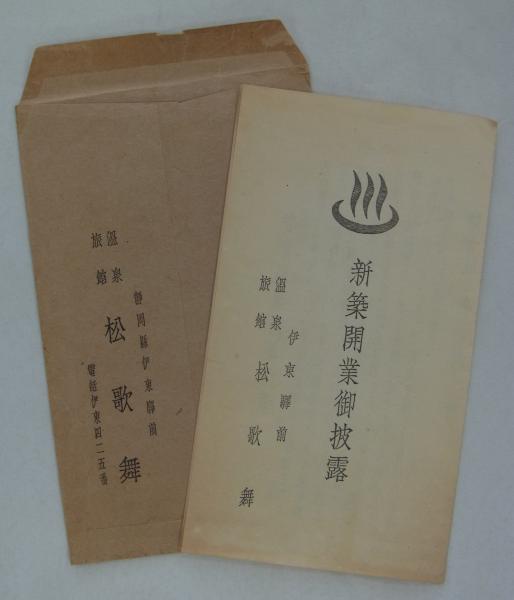 新築開業御披露
伊東驛前
温泉
旅館
松歌舞
静岡縣伊東驛前
温泉
旅館
松歌舞
電話伊東四二五番